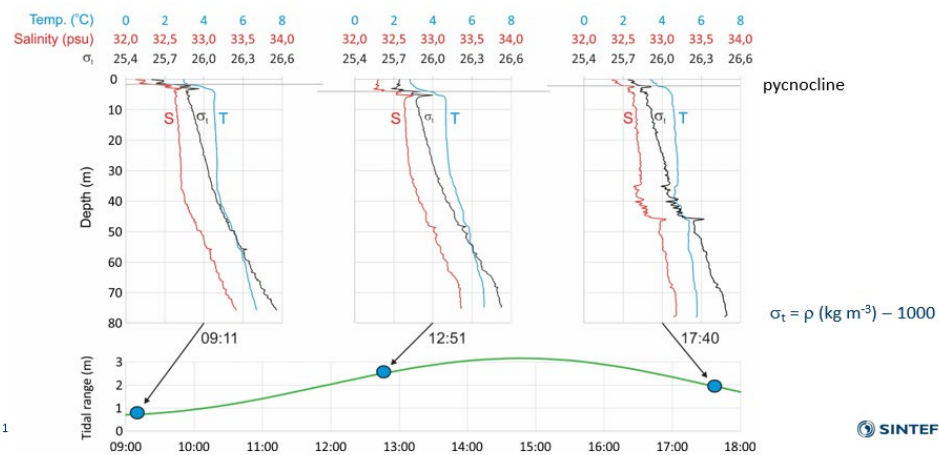 Temp. (°C) 0 2 4 6 8 0 2 4 6 8 0 2 4 6 8
Salinity (psu) 32,0 32,5 33,0 33,5 34,0 32,0 32,5 33,0 33,5 34,0 32,0 32,5 33,0 33,5 34,0
σt 25,4 25,7 26,0 26,3 26,6 25,4 25,7 26,0 26,3 26,6 25,4 25,7 26,0 26,3 26,6
0
pycnocline
10
S σt T S σt T S σt T
20
30
Depth (m)
40
50
60
70
σt = ρ (kg m-3) – 1000
80
09:11 12:51 17:40
Tidal range (m)
3
2
1
0
1
SINTEF
09:00 10:00 11:00 12:00 13:00 14:00 15:00 16:00 17:00 18:00